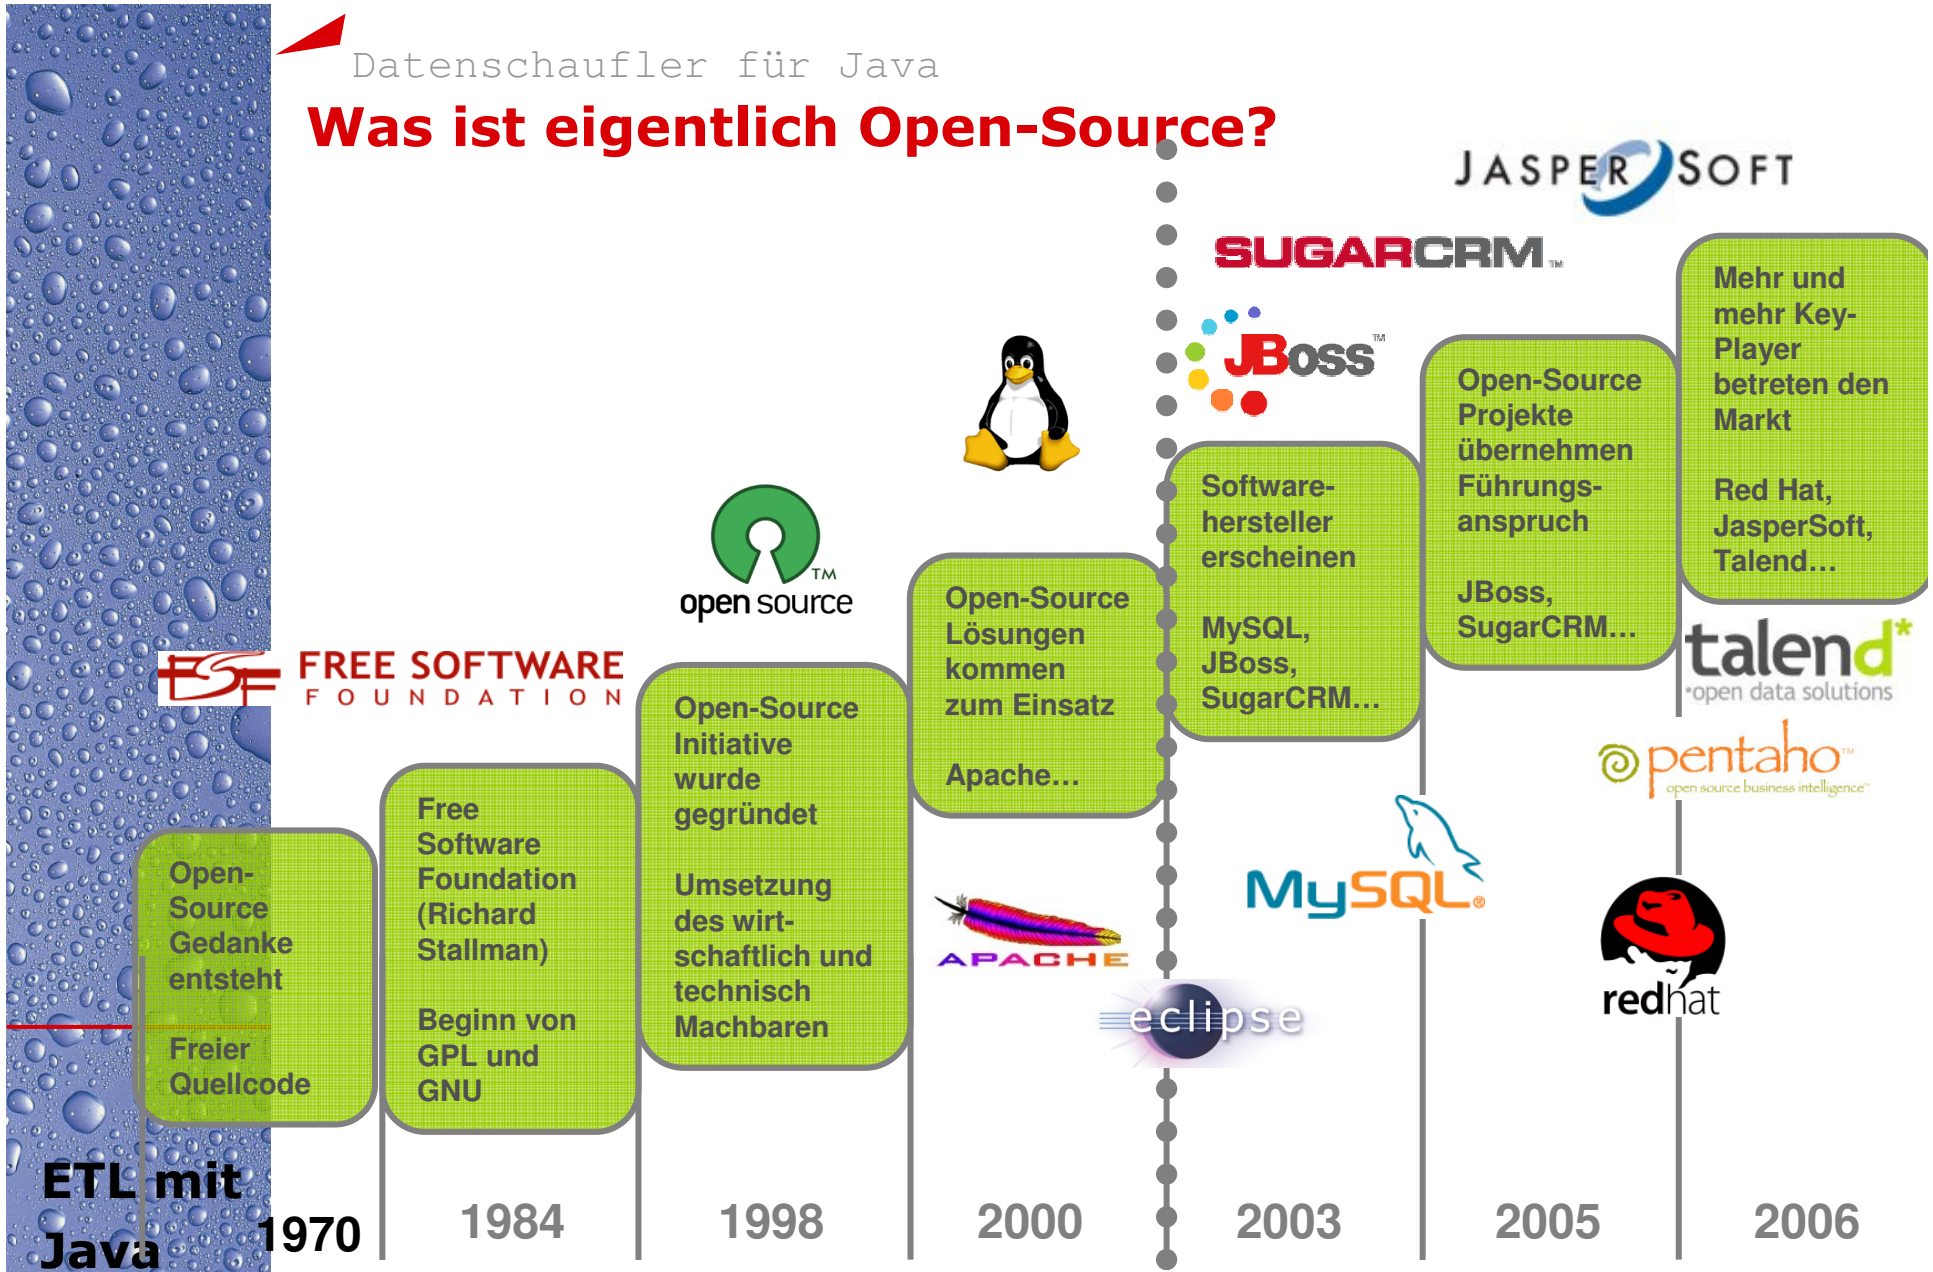 Datenschaufler für Java
Was ist eigentlich Open-Source?
JASPERSOFT
SUGARCRM™
JBoss™
open source™
FREE SOFTWARE
FOUNDATION
Open-
Source
Gedanke
entsteht
Freier
Quellcode
Free
Software
Foundation
(Richard
Stallman)
Beginn von
GPL und
GNU
Open-Source
Initiative
wurde
gegründet
Umsetzung
des wirt-
schaftlich und
technisch
Machbaren
Open-Source
Lösungen
kommen
zum Einsatz
Apache…
Software-
hersteller
erscheinen
MySQL,
JBoss,
SugarCRM…
Open-Source
Projekte
übernehmen
Führungs-
anspruch
JBoss,
SugarCRM…
Mehr und
mehr Key-
Player
betreten den
Markt
Red Hat,
JasperSoft,
Talend…
talend*
*open data solutions
pentaho™
open source business intelligence™
MySQL®
APACHE
redhat
eclipse
ETL mit
Java
1970
1984
1998
2000
2003
2005
2006